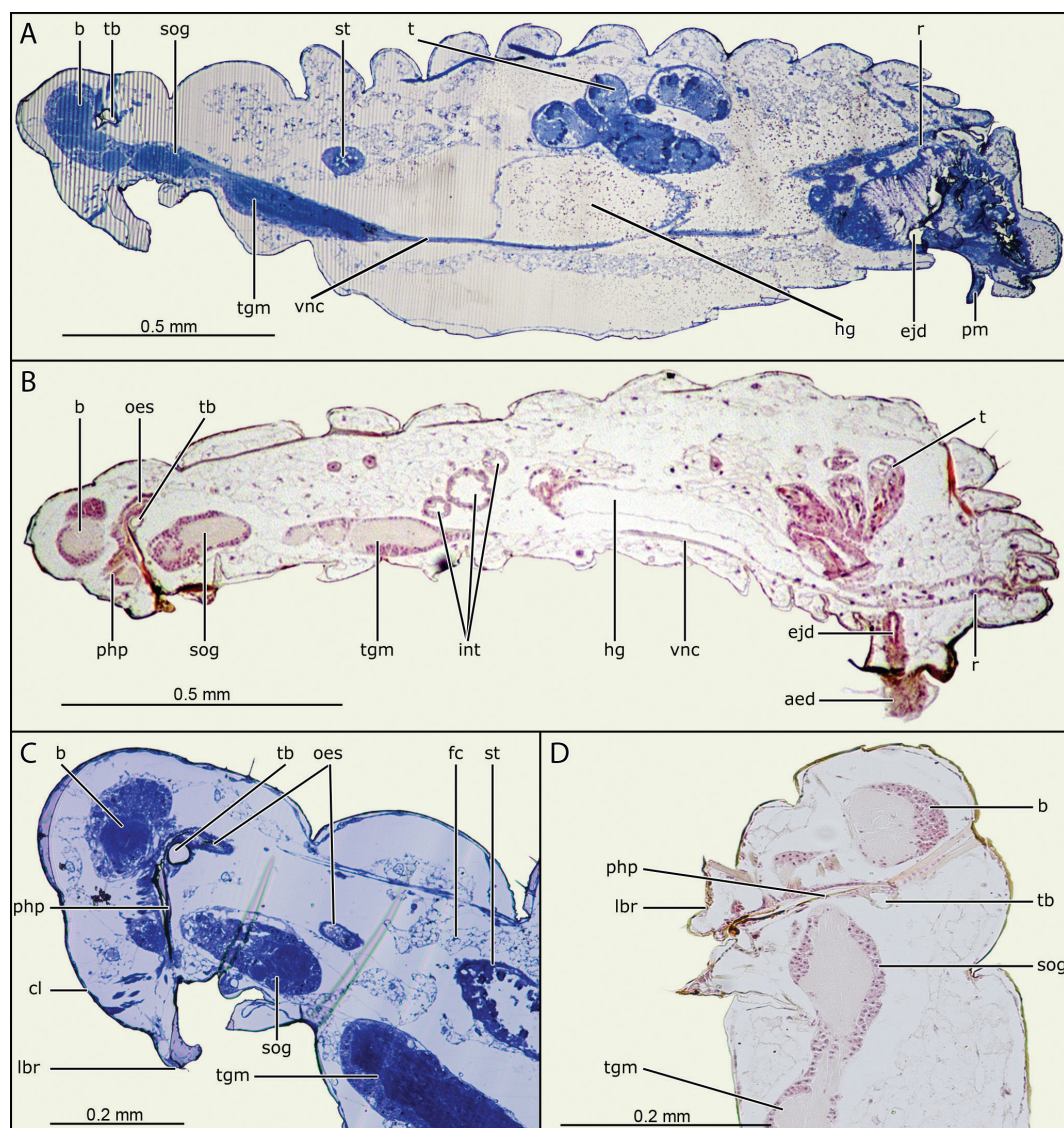 A
b tb sog st t r
tgm vnc hg ejd pm
0.5 mm
B
b oes tb t
php sog tgm int hg vnc ejd r
aed
0.5 mm
C
b tb oes fc st
php
cl
sog
lbr tgm
0.2 mm
D
b
php
lbr tb
sog
tgm
0.2 mm